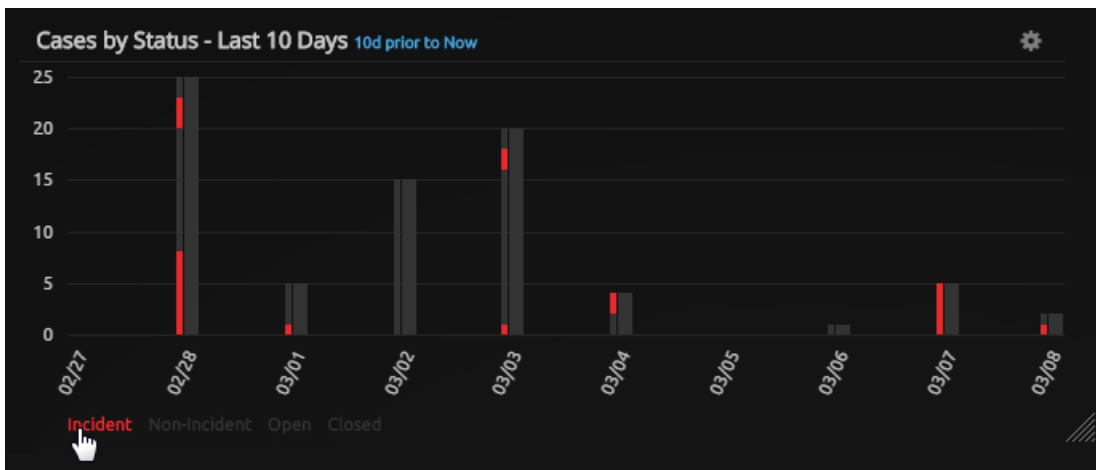 Cases by Status - Last 10 Days 10d prior to Now
25
20
15
10
5
0
02/27 02/28 03/01 03/02 03/03 03/04 03/05 03/06 03/07 03/08
Incident Non-Incident Open Closed